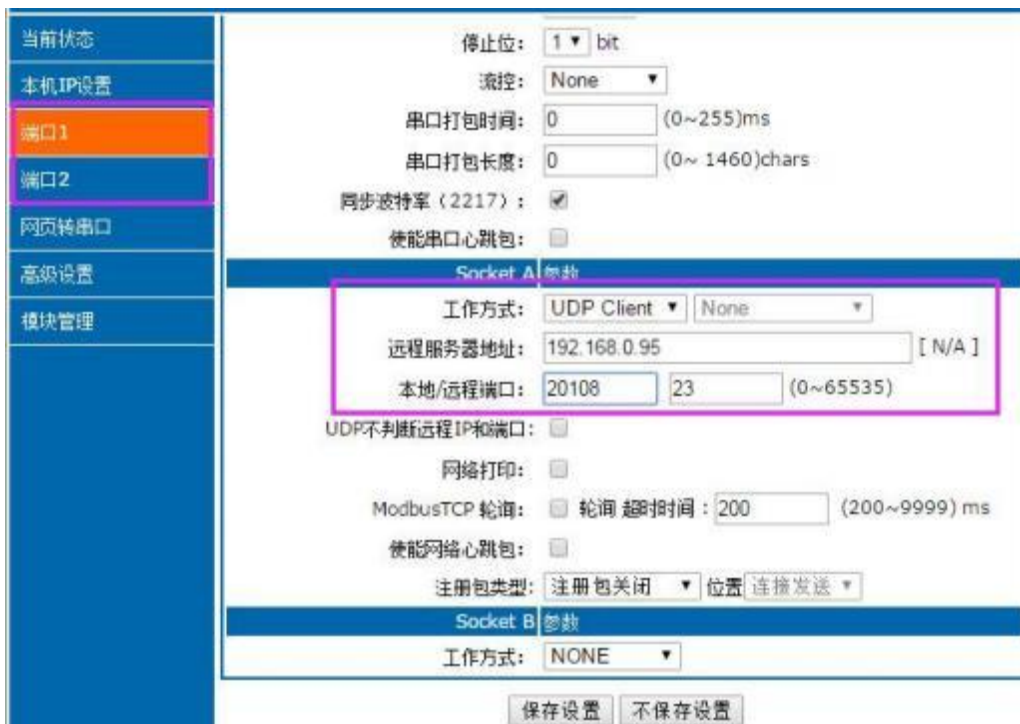 当前状态
本机IP设置
端口1
端口2
网页转串口
高级设置
模块管理
停止位: 1 bit
流控: None
串口打包时间: 0 (0~255)ms
串口打包长度: 0 (0~ 1460)chars
同步波特率(2217):
使能串口心跳包:
Socket A 参数
工作方式: UDP Client None
远程服务器地址: 192.168.0.95 [ N/A ]
本地/远程端口: 20108 23 (0~65535)
UDP不判断远程IP和端口:
网络打印:
ModbusTCP 轮询: 轮询 超时时间 : 200 (200~9999) ms
使能网络心跳包:
注册包类型: 注册包关闭 位置 连接发送
Socket B 参数
工作方式: NONE
保存设置 不保存设置